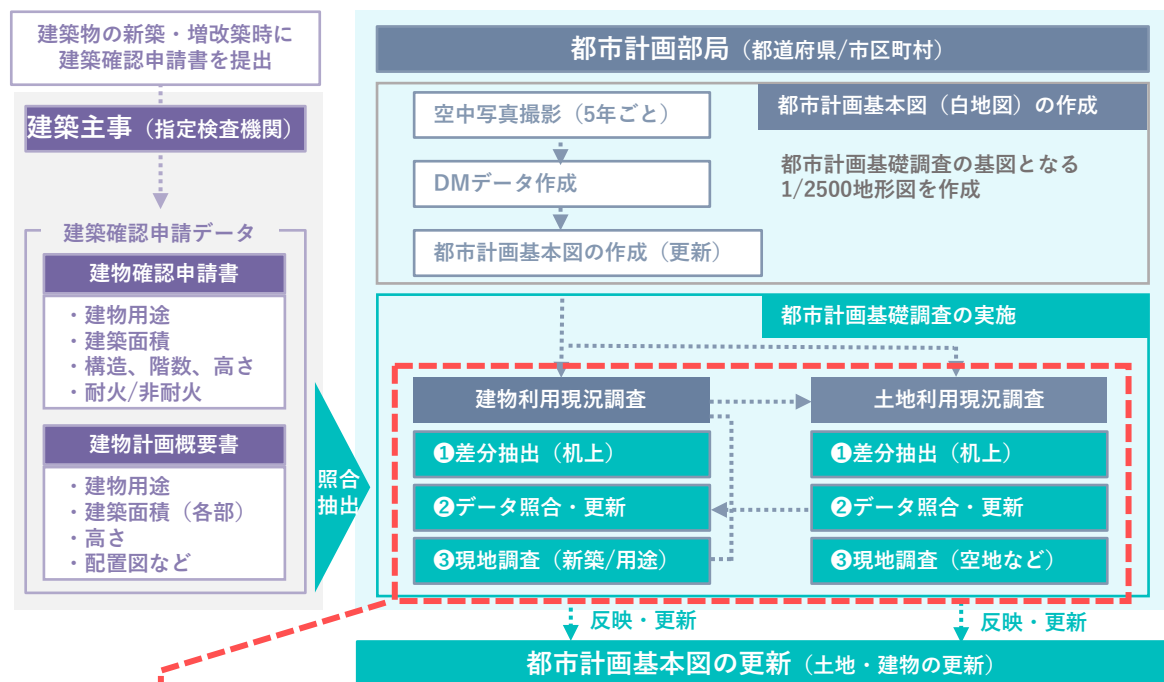 建築物の新築・増改築時に
建築確認申請書を提出
建築主事（指定検査機関）
建築確認申請データ
建物確認申請書
・建物用途
・建築面積
・構造、階数、高さ
・耐火/非耐火
建物計画概要書
・建物用途
・建築面積（各部）
・高さ
・配置図など
照合
抽出
都市計画部局（都道府県/市区町村）
都市計画基本図（白地図）の作成
空中写真撮影（5年ごと）
DMデータ作成
都市計画基本図の作成（更新）
都市計画基礎調査の基図となる
1/2500地形図を作成
都市計画基礎調査の実施
建物利用現況調査
❶差分抽出（机上）
❷データ照合・更新
❸現地調査（新築/用途）
土地利用現況調査
❶差分抽出（机上）
❷データ照合・更新
❸現地調査（空地など）
反映・更新
反映・更新
都市計画基本図の更新（土地・建物の更新）